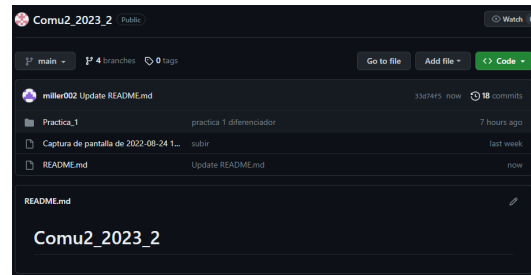 Comu2_2023_2 Public Watch
main 4 branches 0 tags Go to file Add file Code
miller002 Update README.md 33d74f5 now 18 commits
Practica_1 practica 1 diferenciador 7 hours ago
Captura de pantalla de 2022-08-24 1... subir last week
README.md Update README.md now
README.md
Comu2_2023_2